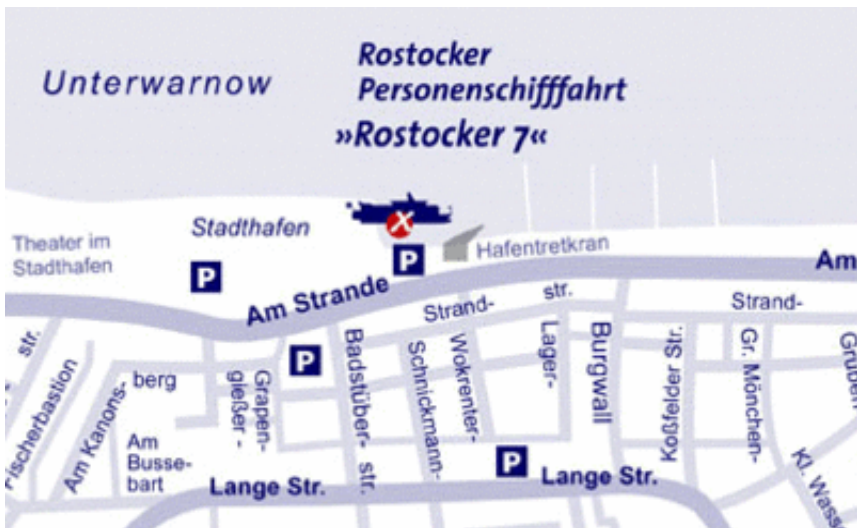 Unterwarnow
Rostocker
Personenschifffahrt
»Rostocker 7«
Stadthafen
Theater im
Stadthafen
P
P
Hafentretkran
Am
Am Strande
Strand-
str.
Strand-
str.
Fischerbastion
Am Kanons-
berg
Grapen-
gießer-
P
Badstüber-
str.
Schnickmann-
Wokrenter-
Lager-
Burgwall
Koßfelder Str.
Gr. Mönchen-
Gruben
Am
Busse-
bart
Lange Str.
P
Lange Str.
Kl. Wasse